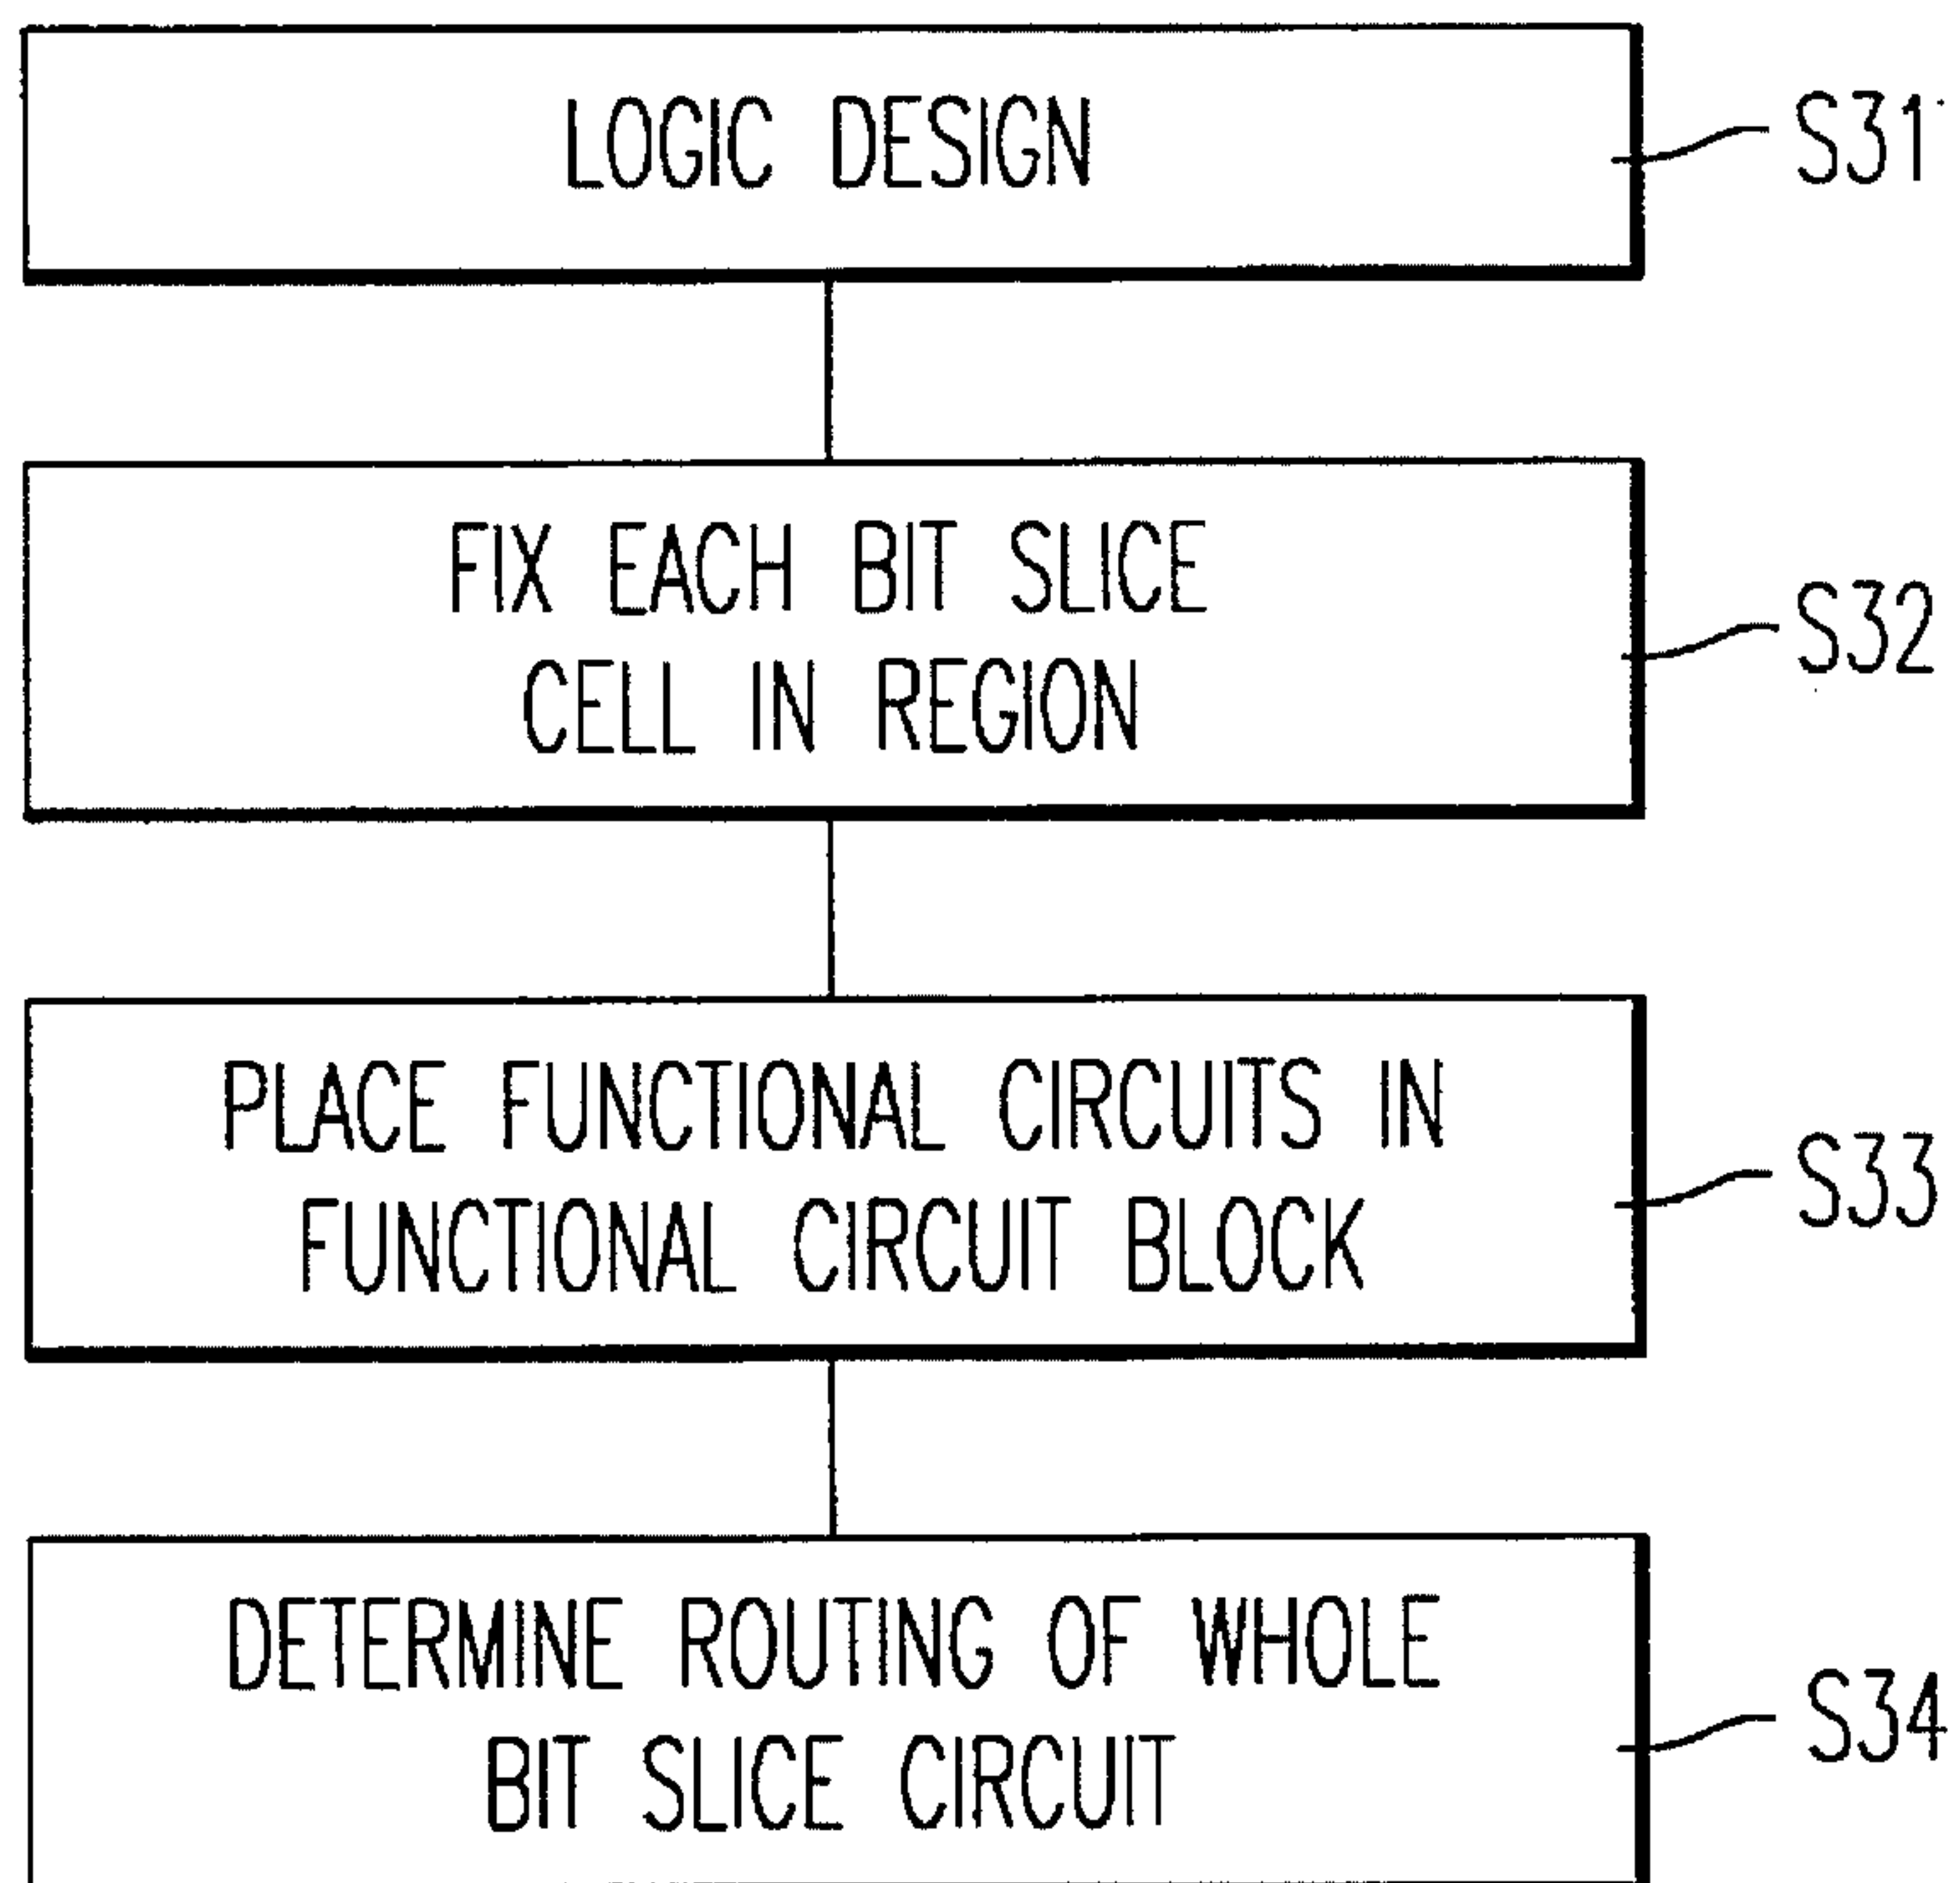 LOGIC DESIGN
S31
FIX EACH BIT SLICE
CELL IN REGION
S32
PLACE FUNCTIONAL CIRCUITS IN
FUNCTIONAL CIRCUIT BLOCK
S33
DETERMINE ROUTING OF WHOLE
BIT SLICE CIRCUIT
S34